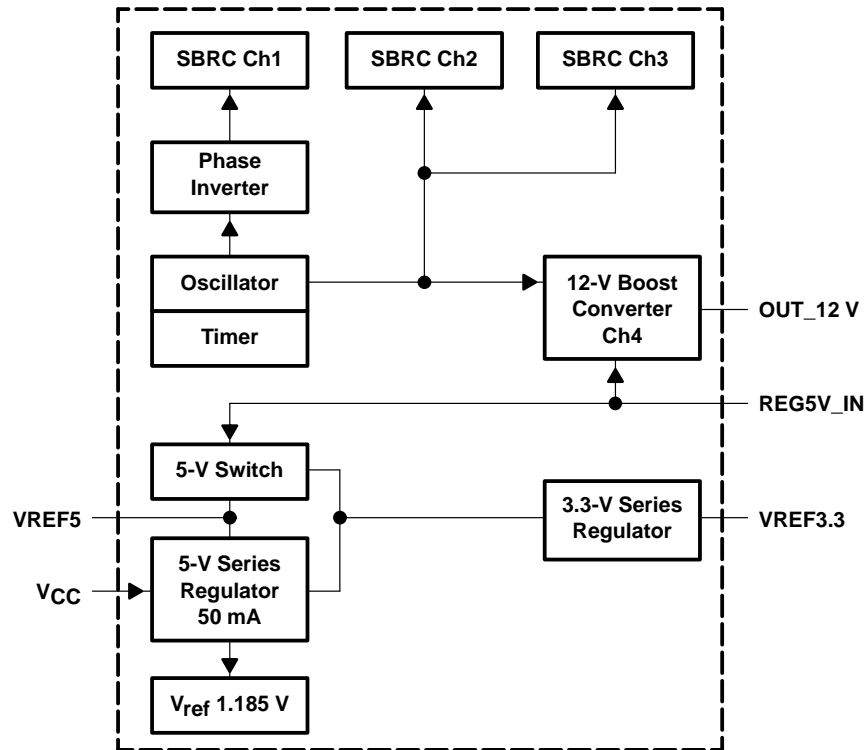 SBRC Ch1
SBRC Ch2
SBRC Ch3
Phase
Inverter
Oscillator
Timer
12-V Boost
Converter
Ch4
OUT_12 V
REG5V_IN
5-V Switch
VREF5
3.3-V Series
Regulator
VREF3.3
5-V Series
Regulator
50 mA
VCC
Vref 1.185 V